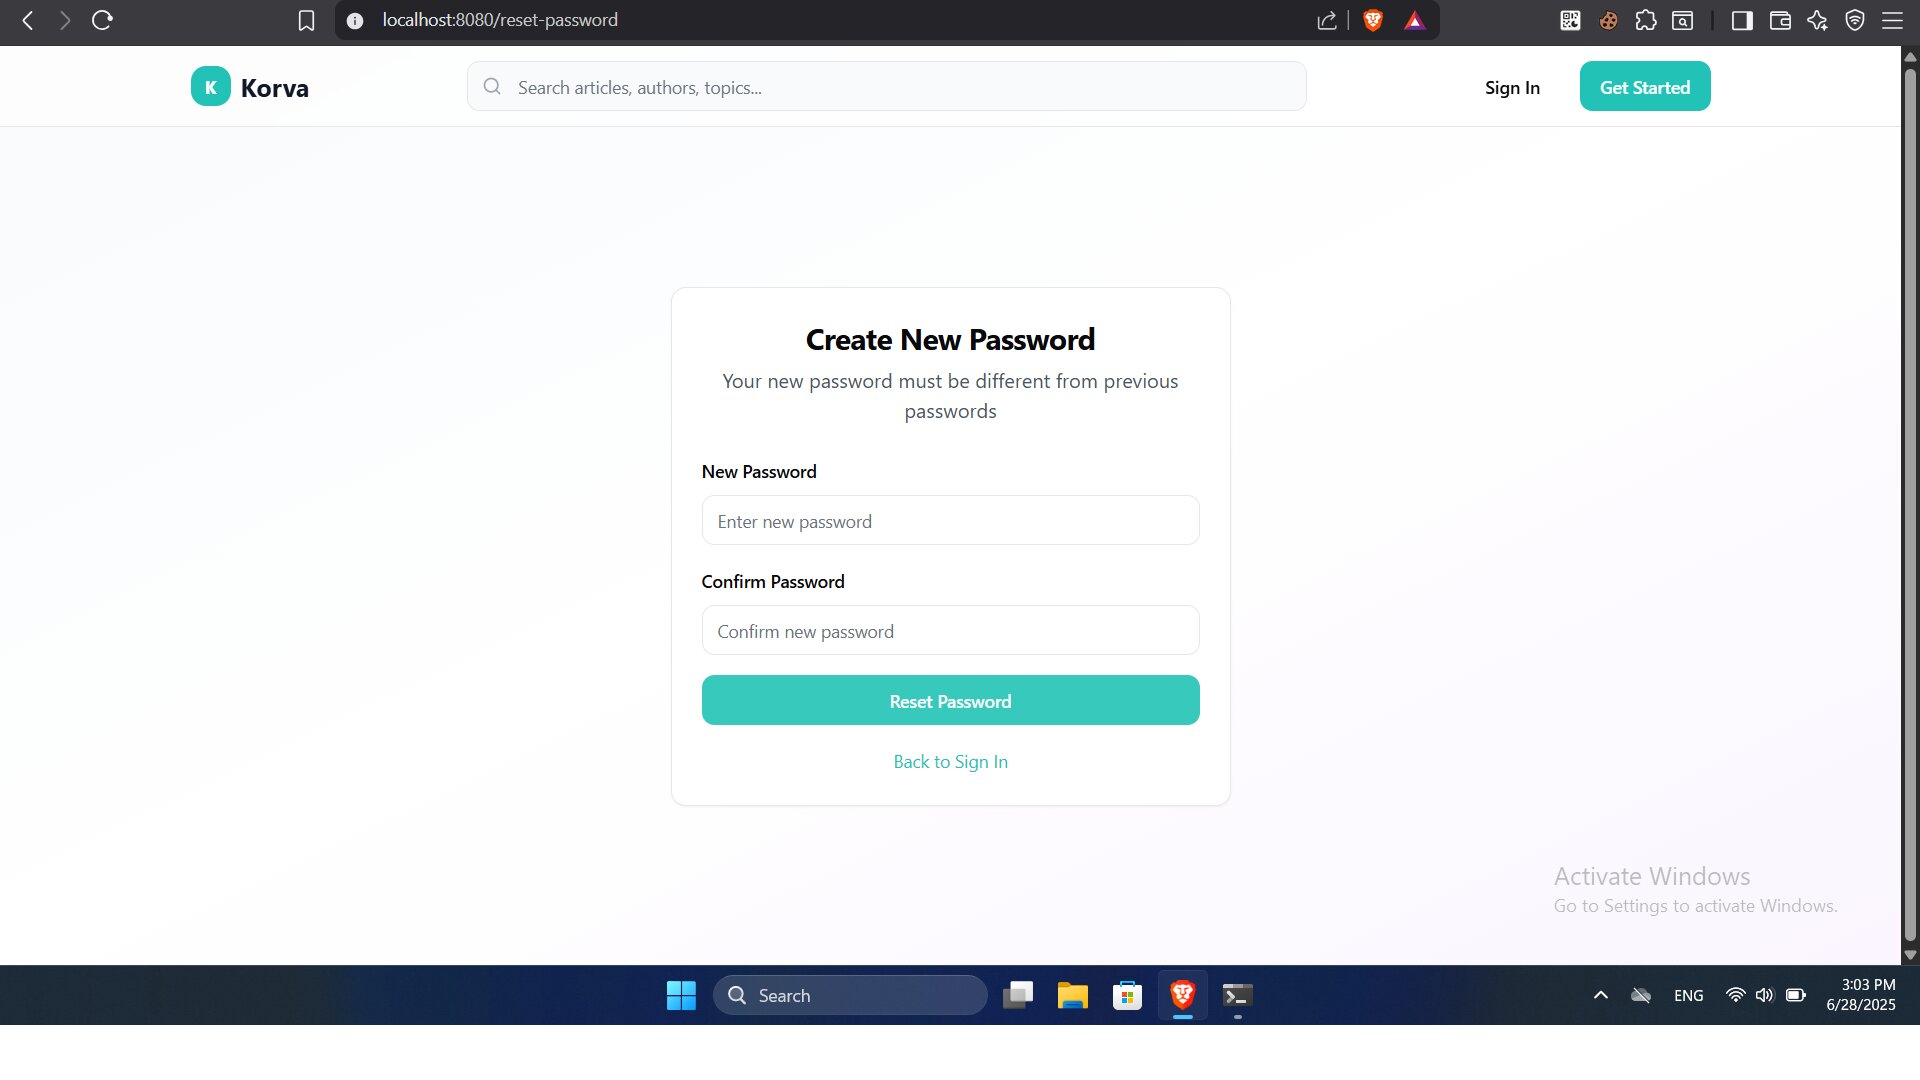 localhost:8080/reset-password
K Korva
Search articles, authors, topics...
Sign In
Get Started
Create New Password
Your new password must be different from previous
passwords
New Password
Enter new password
Confirm Password
Confirm new password
Reset Password
Back to Sign In
Activate Windows
Go to Settings to activate Windows.
Search
ENG
3:03 PM
6/28/2025